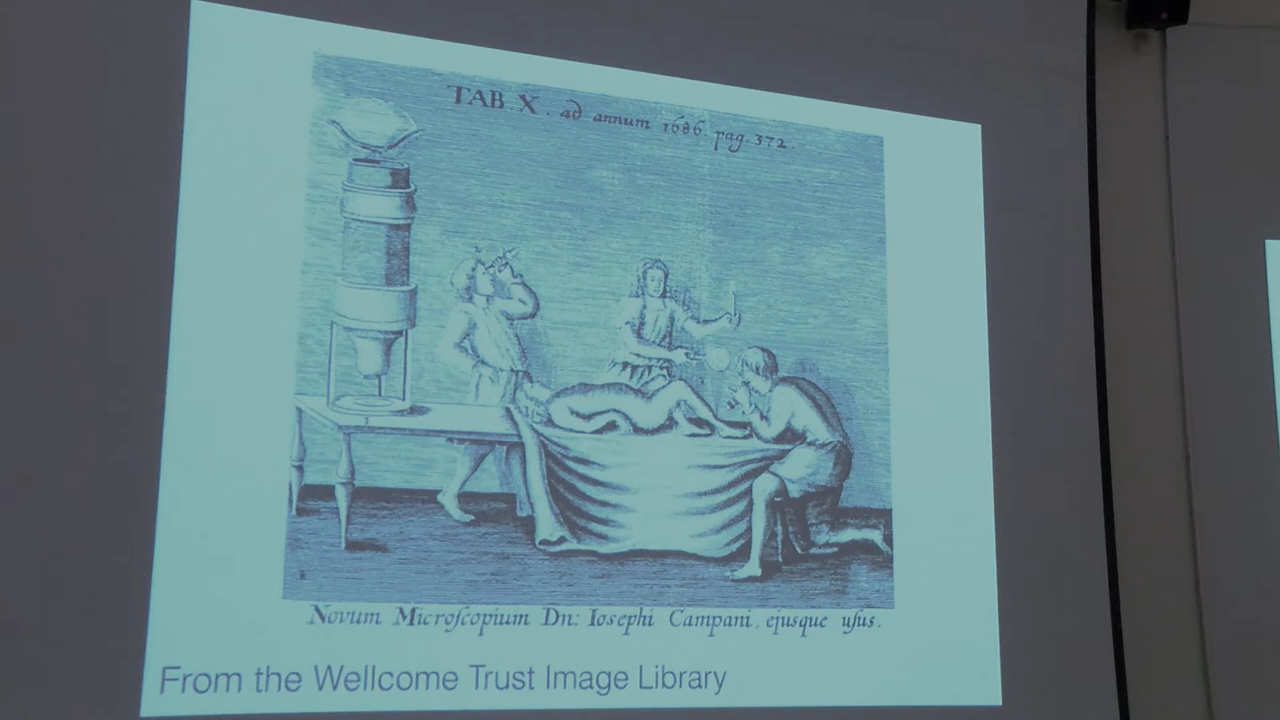 TAB. X. ad annum 1686. pag. 372.
Novum Microſcopium Dn: Iosephi Campani, ejusque uſus.
From the Wellcome Trust Image Library